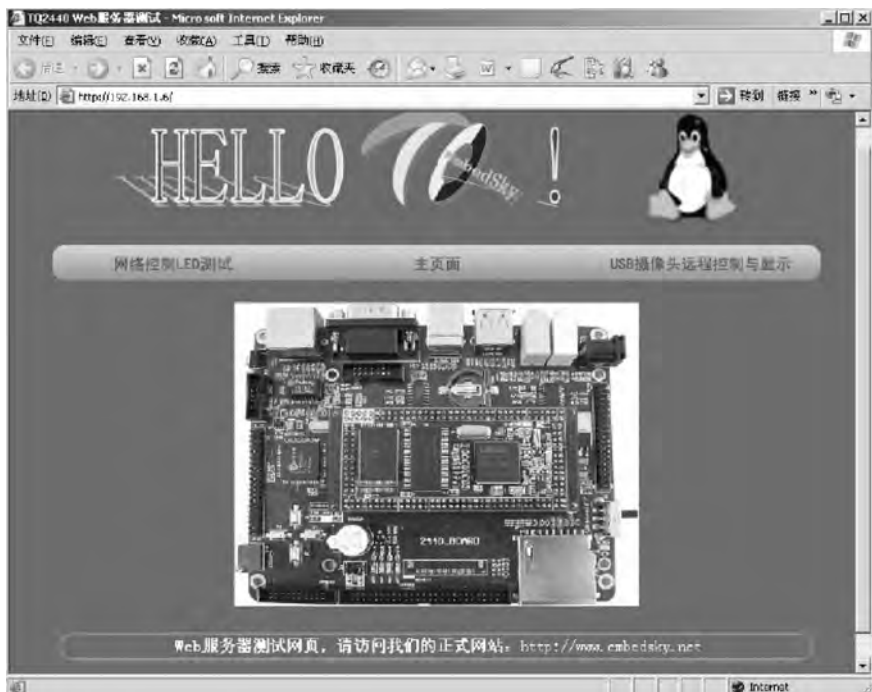 TQ2440 Web服务器测试 - Microsoft Internet Explorer
文件(F) 编辑(E) 查看(V) 收藏(A) 工具(T) 帮助(H)
后退 搜索 收藏夹
地址(D) http://192.168.1.6/ 转到 链接 »
HELLO EmbedSky !
网络控制LED测试 主页面 USB摄像头远程控制与显示
2440_BOARD
Web服务器测试网页，请访问我们的正式网站：http://www.embedsky.net
Internet